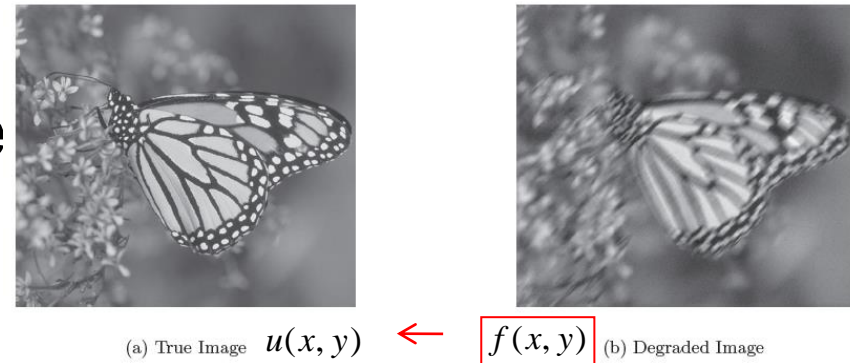 e
(a) True Image u(x, y) ← f(x, y) (b) Degraded Image